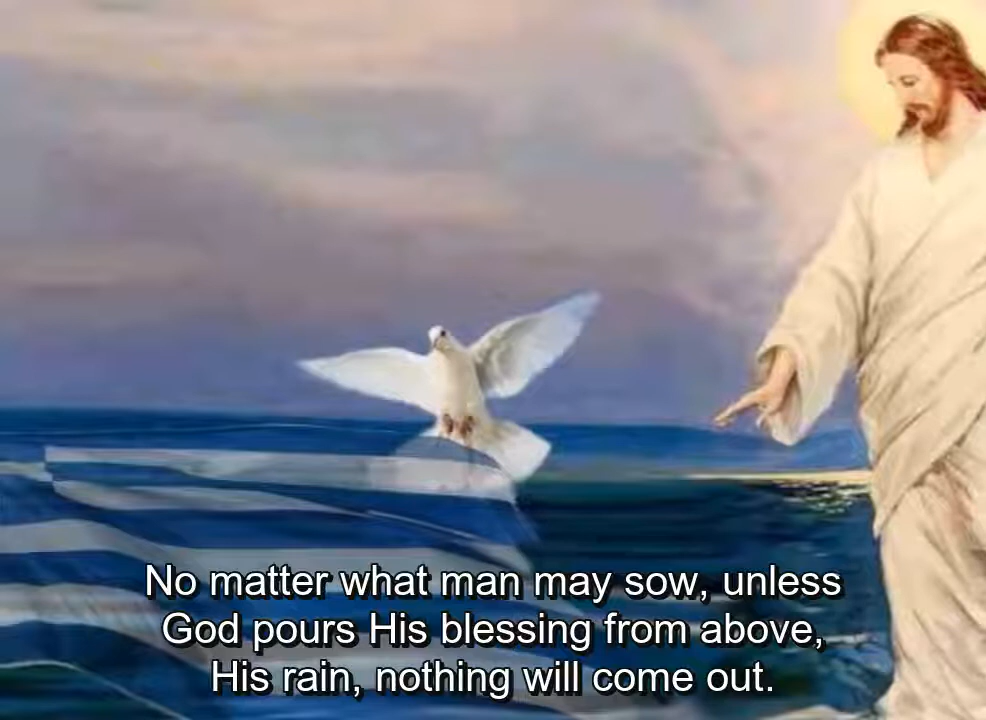 No matter what man may sow, unless
God pours His blessing from above,
His rain, nothing will come out.